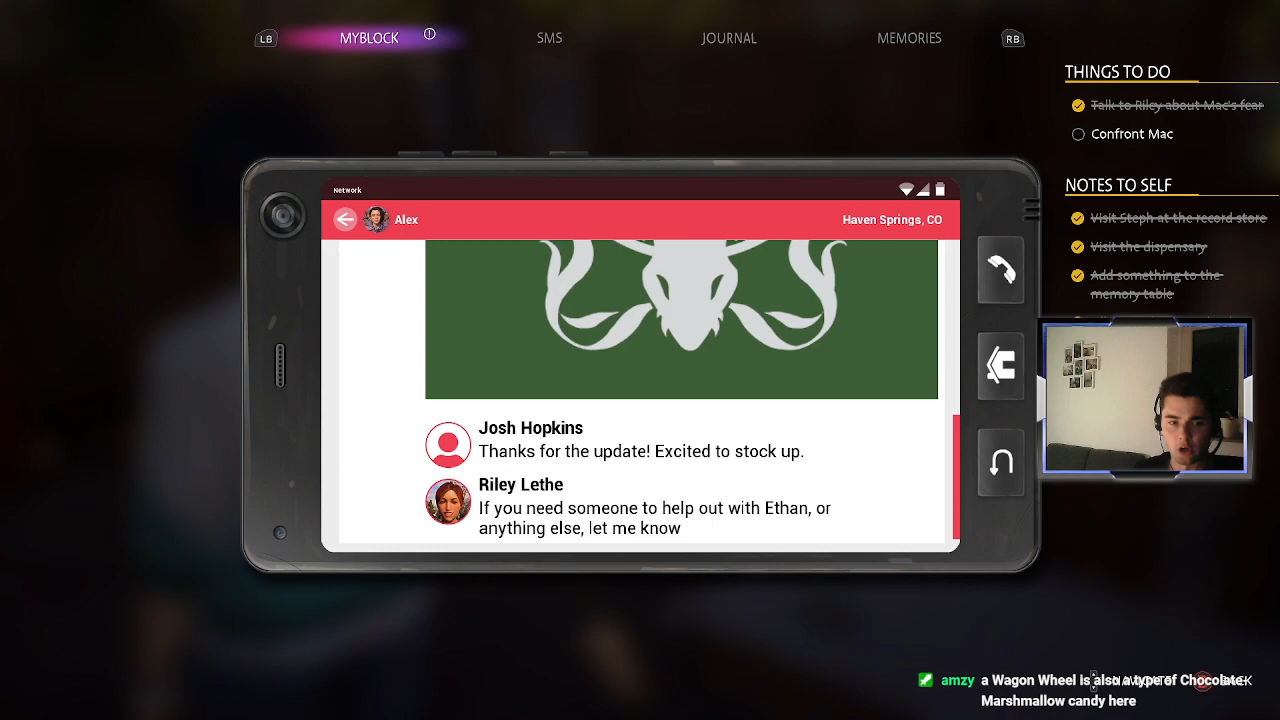 LB MYBLOCK SMS JOURNAL MEMORIES RB
THINGS TO DO
Talk to Riley about Mac's fear
Confront Mac
NOTES TO SELF
Visit Steph at the record store
Visit the dispensary
Add something to the
memory table
Network
Alex
Haven Springs, CO
Josh Hopkins
Thanks for the update! Excited to stock up.
Riley Lethe
If you need someone to help out with Ethan, or
anything else, let me know
amzy a Wagon Wheel is also a type of Chocolate
Marshmallow candy here